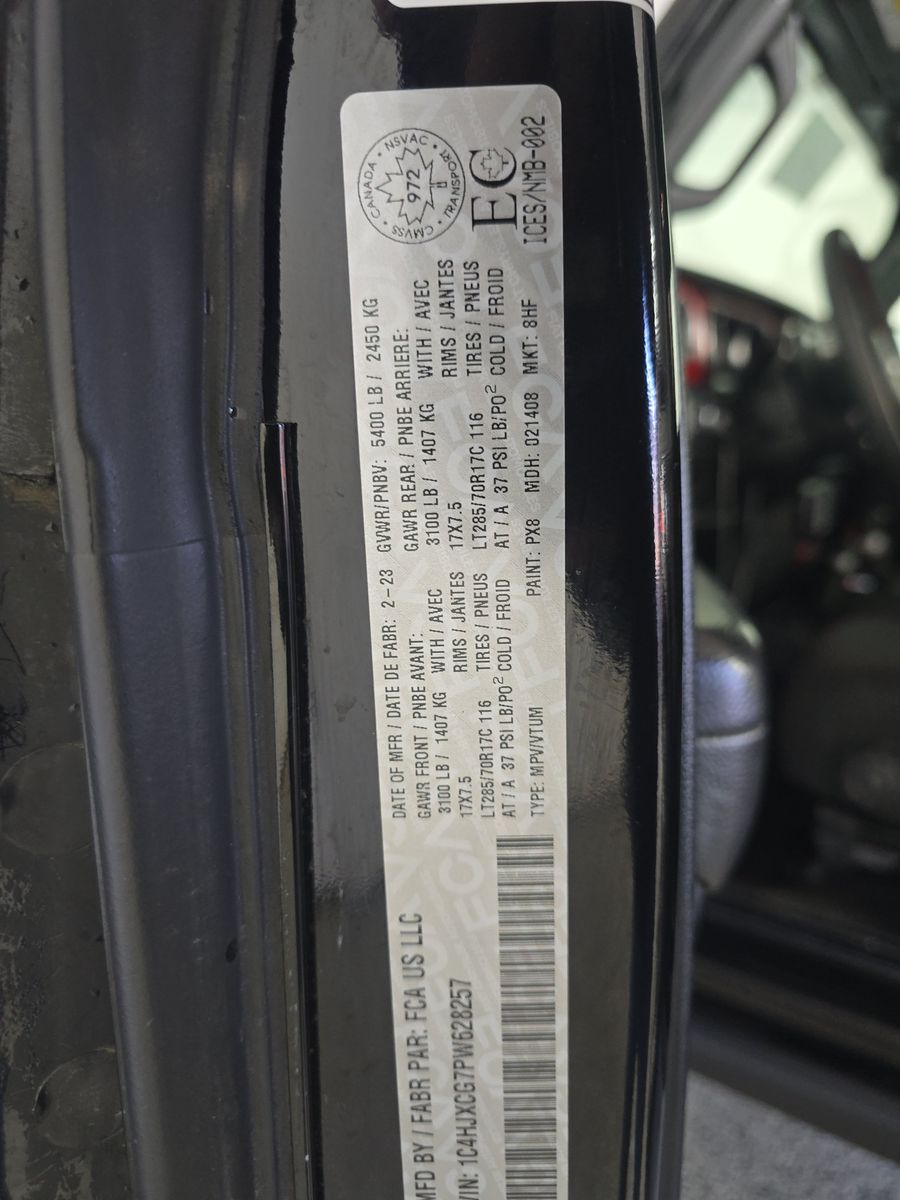 MFD BY / FABR PAR: FCA US LLC
DATE OF MFR / DATE DE FABR: 2-23 GVWR/PNBV: 5400 LB / 2450 KG
GAWR FRONT / PNBE AVANT: GAWR REAR / PNBE ARRIERE:
3100 LB / 1407 KG WITH / AVEC 3100 LB / 1407 KG WITH / AVEC
17X7.5 RIMS / JANTES 17X7.5 RIMS / JANTES
LT285/70R17C 116 TIRES / PNEUS LT285/70R17C 116 TIRES / PNEUS
AT / A 37 PSI LB/PO² COLD / FROID AT / A 37 PSI LB/PO² COLD / FROID
VIN: 1C4HJXCG7PW628257
TYPE: MPV/VTUM PAINT: PX8 MDH: 021408 MKT: 8HF
CANADA • NSVAC • TRANSPORT • CMVSS •
972
EC
ICES/NMB-002